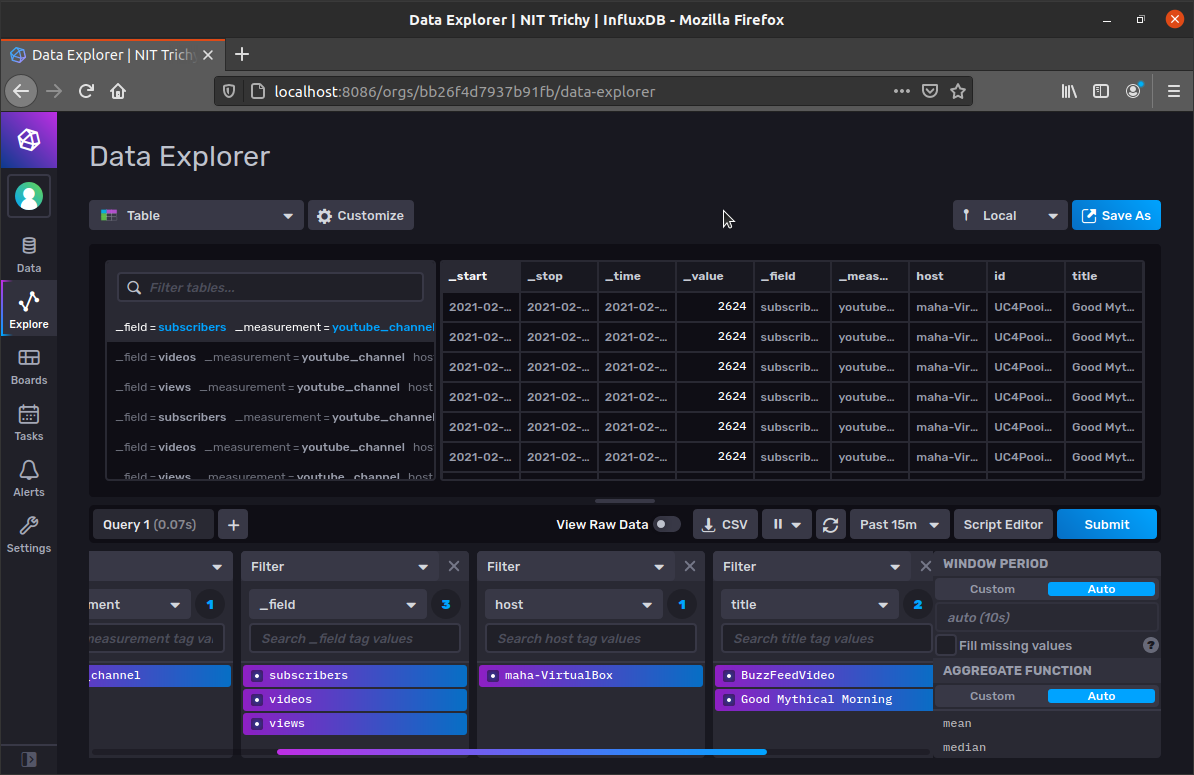 Data Explorer | NIT Trichy | InfluxDB - Mozilla Firefox
Data Explorer | NIT Trichy
localhost:8086/orgs/bb26f4d7937b91fb/data-explorer
Data Explorer
Table
Customize
Local
Save As
Data
Explore
Boards
Tasks
Alerts
Settings
Filter tables...
_field = subscribers _measurement = youtube_channel
_field = videos _measurement = youtube_channel host
_field = views _measurement = youtube_channel host
_field = subscribers _measurement = youtube_channel
_field = videos _measurement = youtube_channel hos
_field = views _measurement = youtube_channel host
_start _stop _time _value _field _meas... host id title
2021-02-... 2021-02-... 2021-02-... 2624 subscrib... youtube... maha-Vir... UC4Pooi... Good Myt...
2021-02-... 2021-02-... 2021-02-... 2624 subscrib... youtube... maha-Vir... UC4Pooi... Good Myt...
2021-02-... 2021-02-... 2021-02-... 2624 subscrib... youtube... maha-Vir... UC4Pooi... Good Myt...
2021-02-... 2021-02-... 2021-02-... 2624 subscrib... youtube... maha-Vir... UC4Pooi... Good Myt...
2021-02-... 2021-02-... 2021-02-... 2624 subscrib... youtube... maha-Vir... UC4Pooi... Good Myt...
2021-02-... 2021-02-... 2021-02-... 2624 subscrib... youtube... maha-Vir... UC4Pooi... Good Myt...
Query 1 (0.07s)
+
View Raw Data
CSV
Past 15m
Script Editor
Submit
ment 1
measurement tag val
_channel
Filter
_field 3
Search _field tag values
subscribers
videos
views
Filter
host 1
Search host tag values
maha-VirtualBox
Filter
title 2
Search title tag values
BuzzFeedVideo
Good Mythical Morning
WINDOW PERIOD
Custom Auto
auto (10s)
Fill missing values ?
AGGREGATE FUNCTION
Custom Auto
mean
median